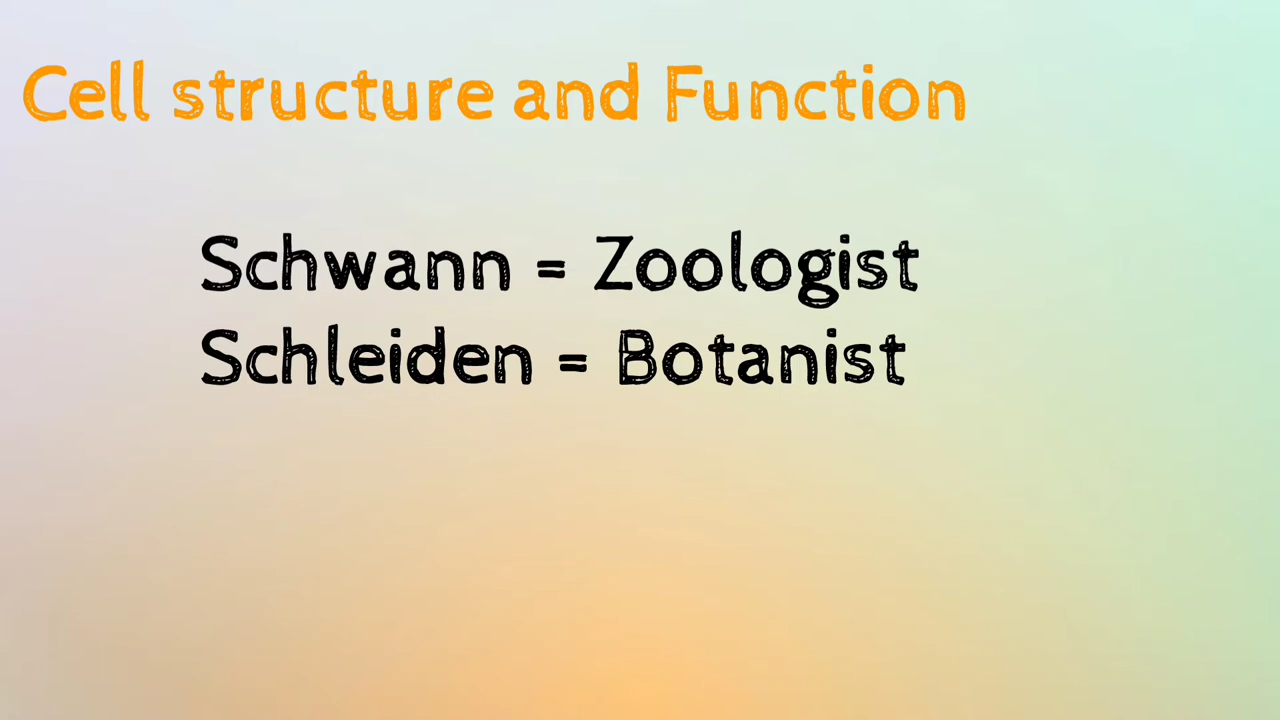 Cell structure and Function
Schwann = Zoologist
Schleiden = Botanist